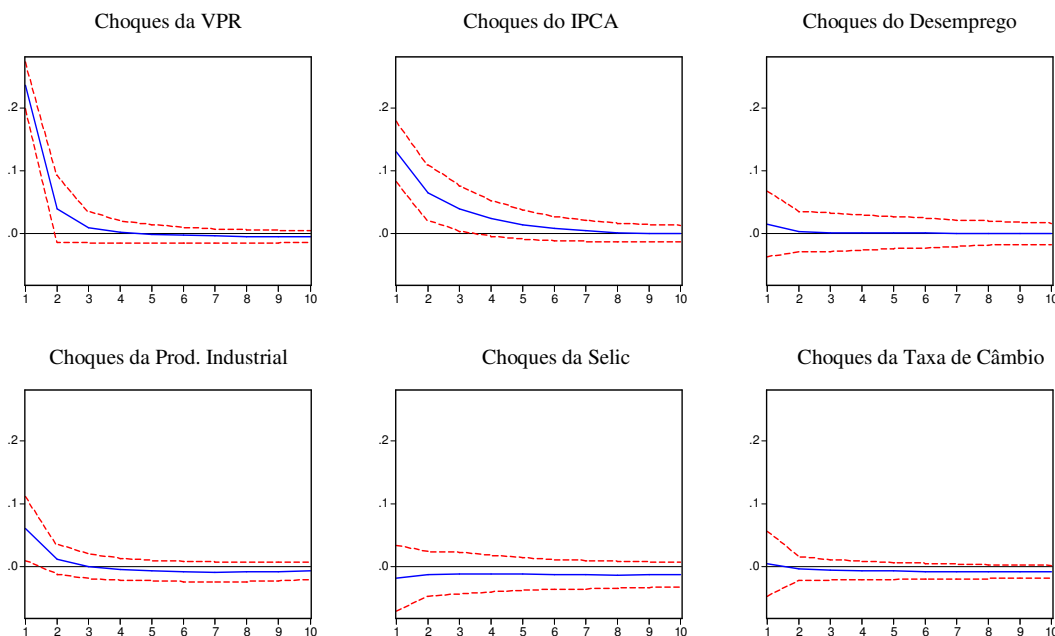 Choques da VPR
Choques do IPCA
Choques do Desemprego
.2
.1
.0
1 2 3 4 5 6 7 8 9 10
.2
.1
.0
1 2 3 4 5 6 7 8 9 10
.2
.1
.0
1 2 3 4 5 6 7 8 9 10
Choques da Prod. Industrial
Choques da Selic
Choques da Taxa de Câmbio
.2
.1
.0
1 2 3 4 5 6 7 8 9 10
.2
.1
.0
1 2 3 4 5 6 7 8 9 10
.2
.1
.0
1 2 3 4 5 6 7 8 9 10